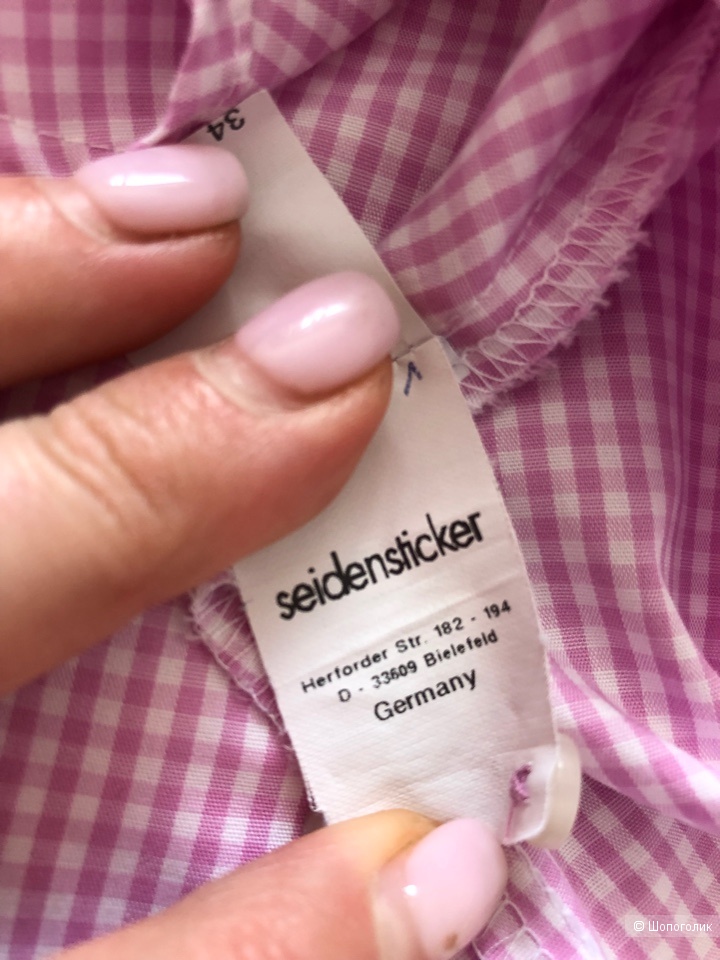 34
seidensticker
Herforder Str. 182 - 194
D - 33609 Bielefeld
Germany
© Шопоголик